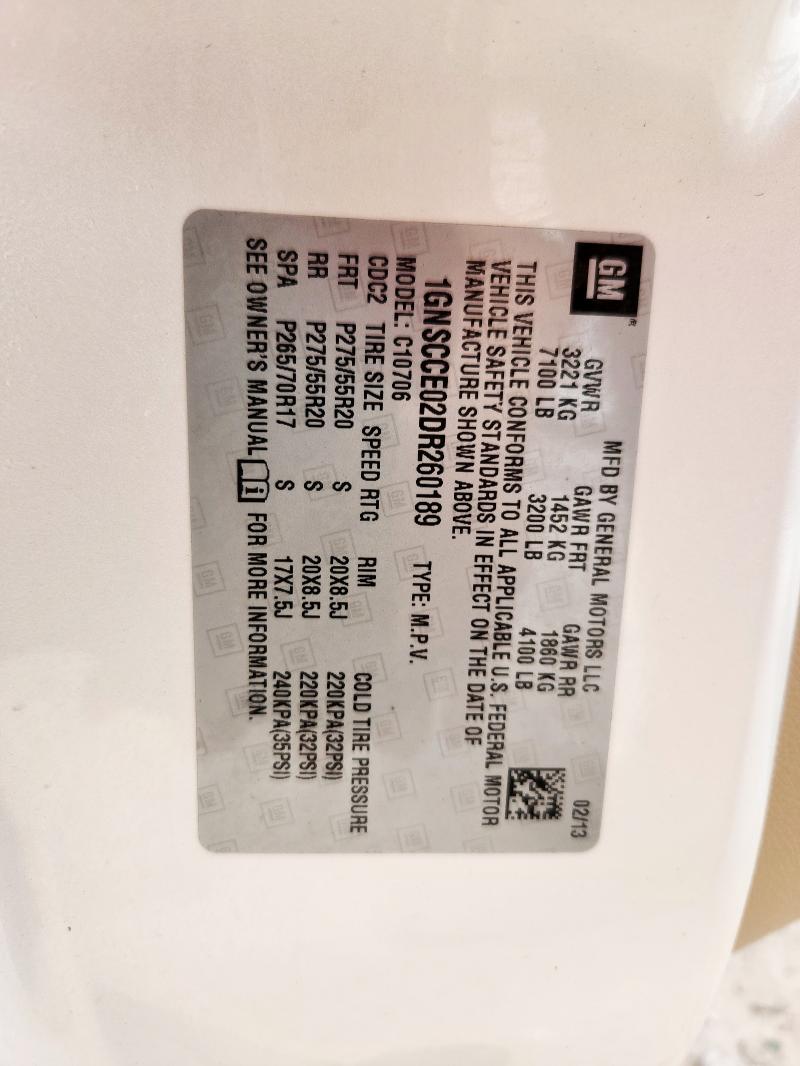 GM®
MFD BY GENERAL MOTORS LLC 02/13
GVWR GAWR FRT GAWR RR
3221 KG 1452 KG 1860 KG
7100 LB 3200 LB 4100 LB
THIS VEHICLE CONFORMS TO ALL APPLICABLE U.S. FEDERAL MOTOR
VEHICLE SAFETY STANDARDS IN EFFECT ON THE DATE OF
MANUFACTURE SHOWN ABOVE.
1GNSCCE02DR260189 TYPE: M.P.V.
MODEL: C10706
CDC2 TIRE SIZE SPEED RTG RIM COLD TIRE PRESSURE
FRT P275/55R20 S 20X8.5J 220KPA(32PSI)
RR P275/55R20 S 20X8.5J 220KPA(32PSI)
SPA P265/70R17 S 17X7.5J 240KPA(35PSI)
SEE OWNER'S MANUAL i FOR MORE INFORMATION.